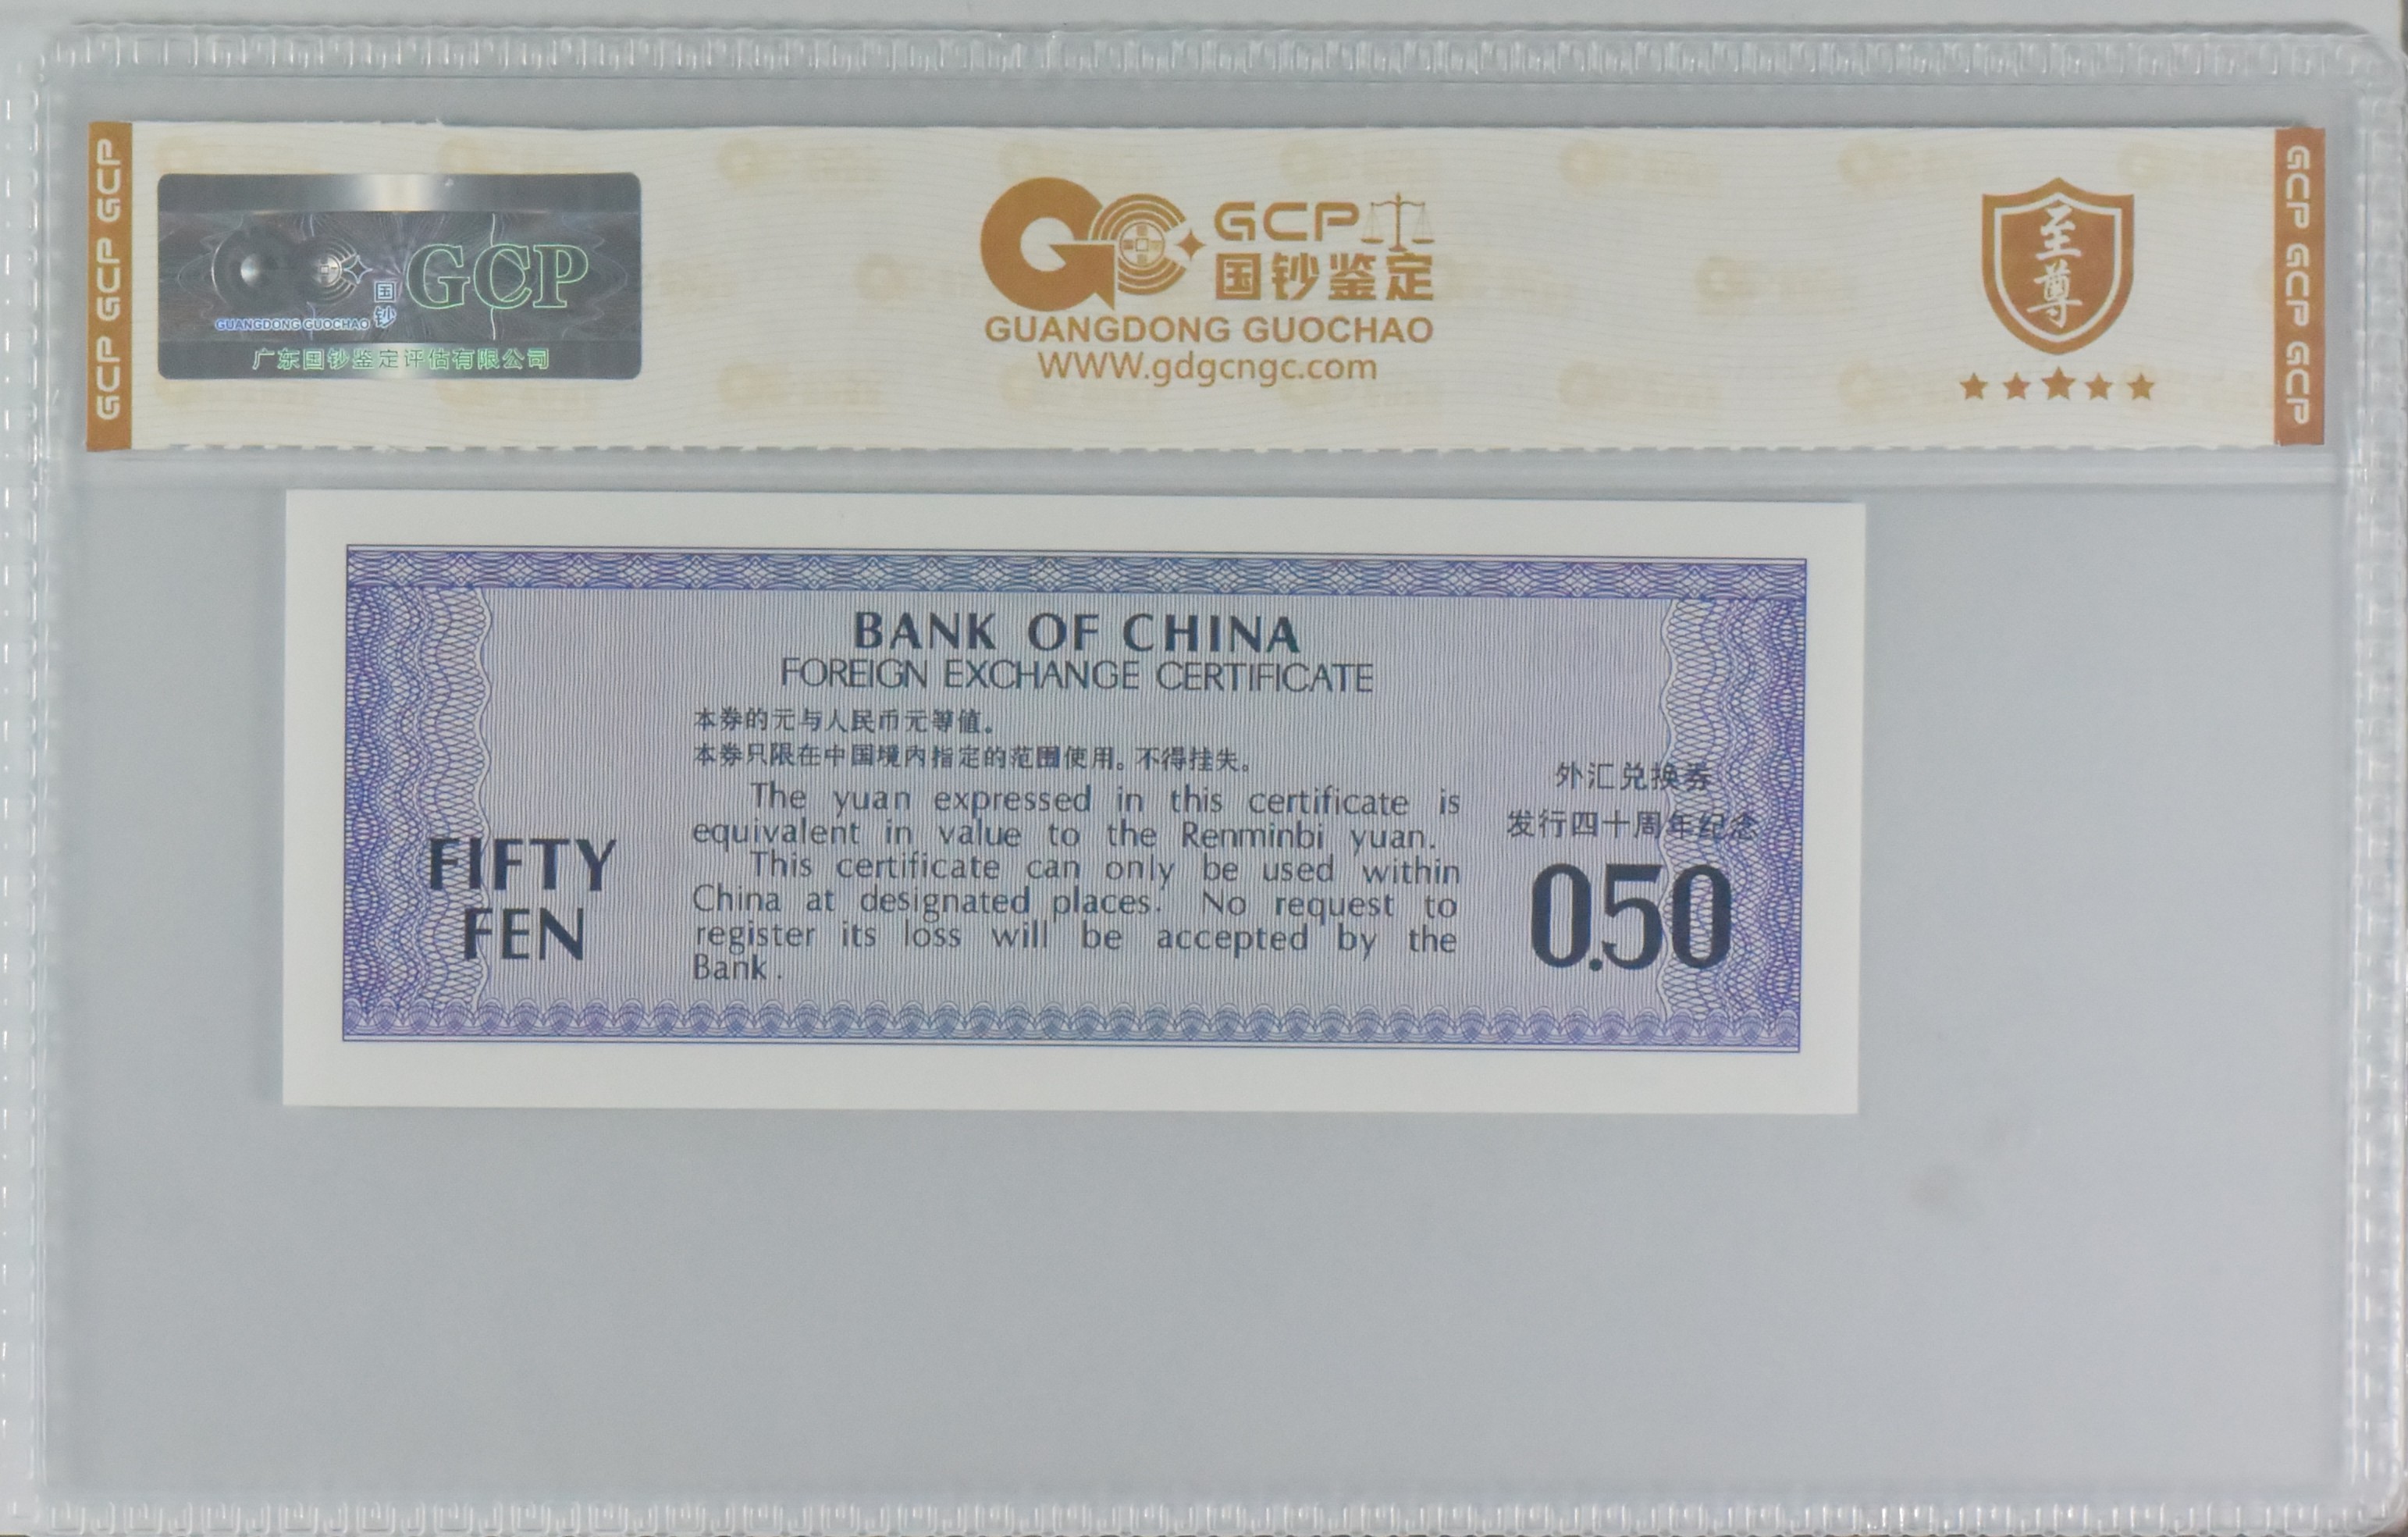 GCP GCP GCP
国钞
GCP
GUANGDONG GUOCHAO
广东国钞鉴定评估有限公司
GCP
国钞鉴定
GUANGDONG GUOCHAO
WWW.gdgcngc.com
至尊
GCP GCP GCP
BANK OF CHINA
FOREIGN EXCHANGE CERTIFICATE
本券的元与人民币元等值。
本券只限在中国境内指定的范围使用。不得挂失。
The yuan expressed in this certificate is
equivalent in value to the Renminbi yuan.
This certificate can only be used within
China at designated places. No request to
register its loss will be accepted by the
Bank.
FIFTY
FEN
外汇兑换券
发行四十周年纪念
0.50